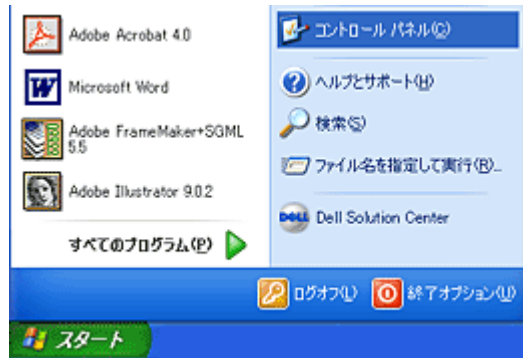 Adobe Acrobat 4.0
Microsoft Word
Adobe FrameMaker+SGML
5.5
Adobe Illustrator 9.0.2
すべてのプログラム(P)
コントロール パネル(C)
ヘルプとサポート(H)
検索(S)
ファイル名を指定して実行(R)...
DELL Dell Solution Center
ログオフ(L) 終了オプション(U)
スタート